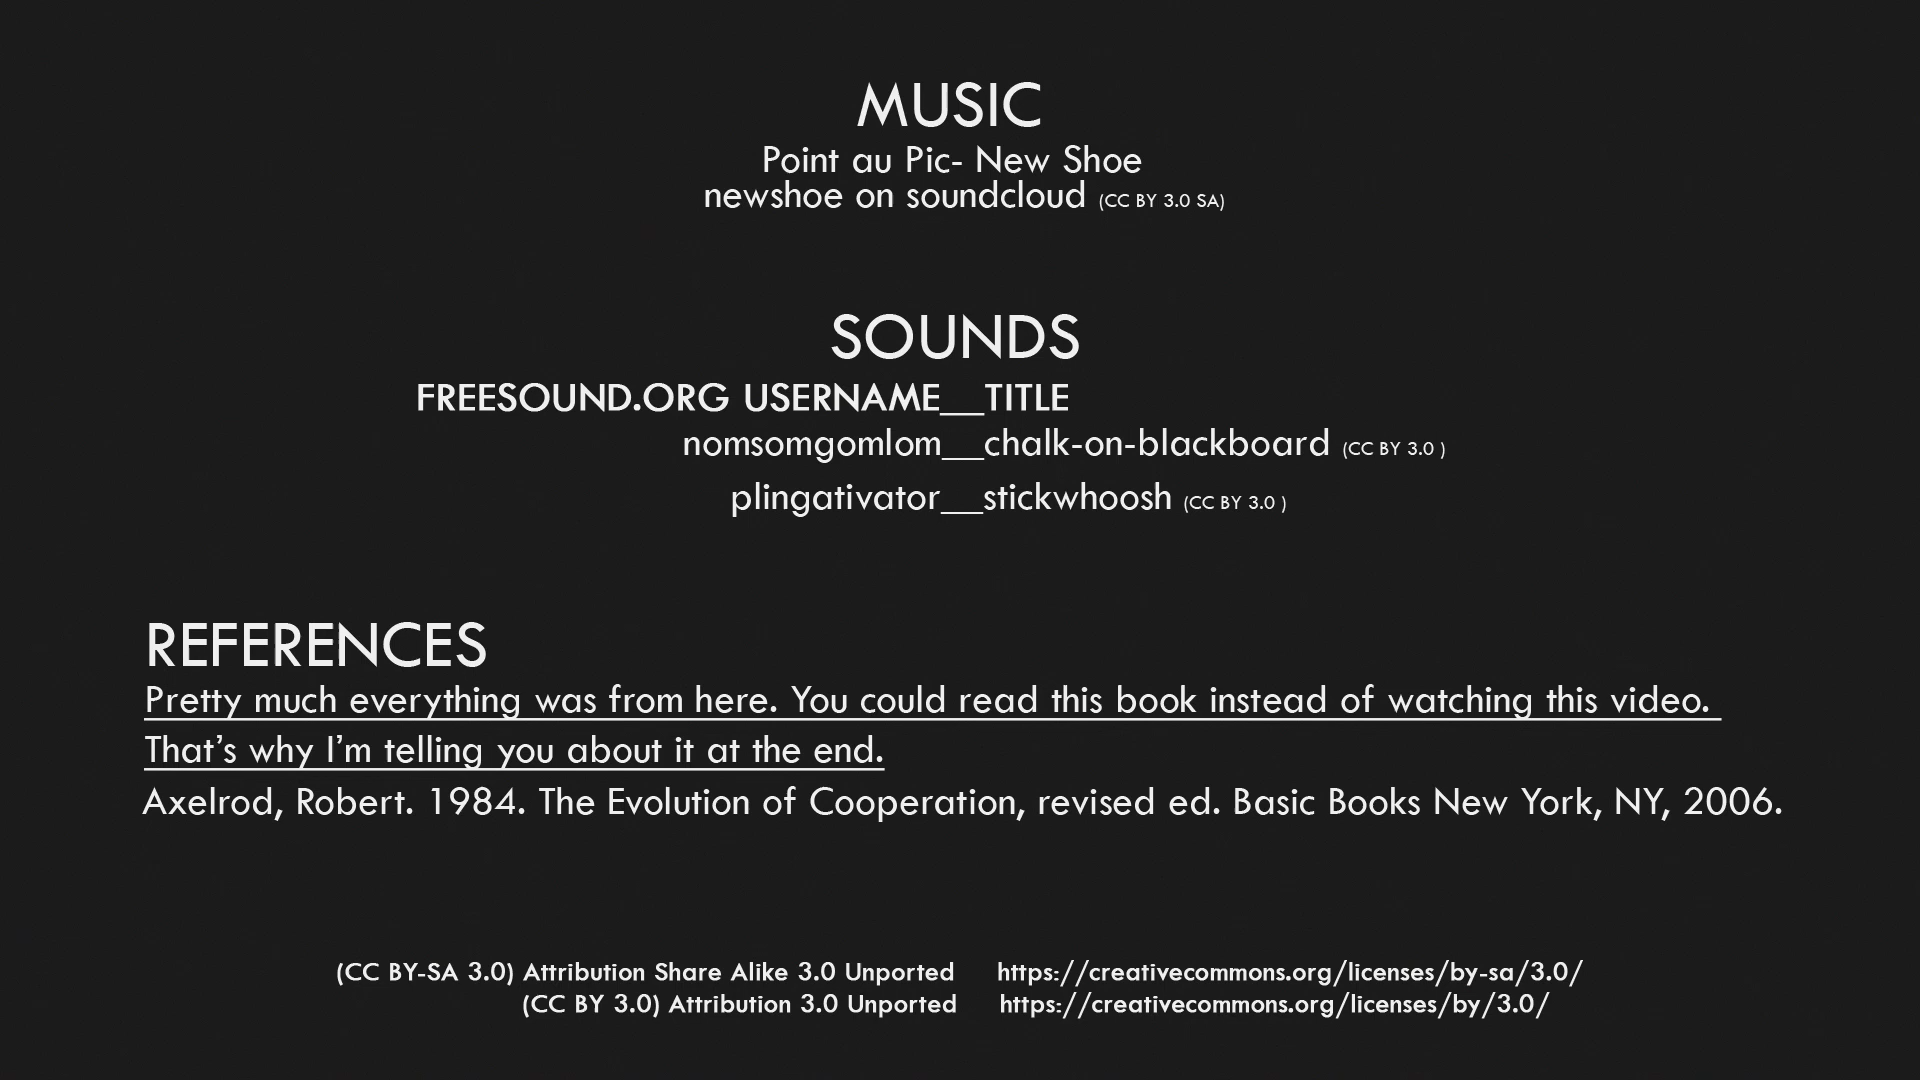 MUSIC
Point au Pic- New Shoe
newshoe on soundcloud (CC BY 3.0 SA)
SOUNDS
FREESOUND.ORG USERNAME__TITLE
nomsomgomlom__chalk-on-blackboard (CC BY 3.0 )
plingativator__stickwhoosh (CC BY 3.0 )
REFERENCES
Pretty much everything was from here. You could read this book instead of watching this video.
That's why I'm telling you about it at the end.
Axelrod, Robert. 1984. The Evolution of Cooperation, revised ed. Basic Books New York, NY, 2006.
(CC BY-SA 3.0) Attribution Share Alike 3.0 Unported https://creativecommons.org/licenses/by-sa/3.0/
(CC BY 3.0) Attribution 3.0 Unported https://creativecommons.org/licenses/by/3.0/